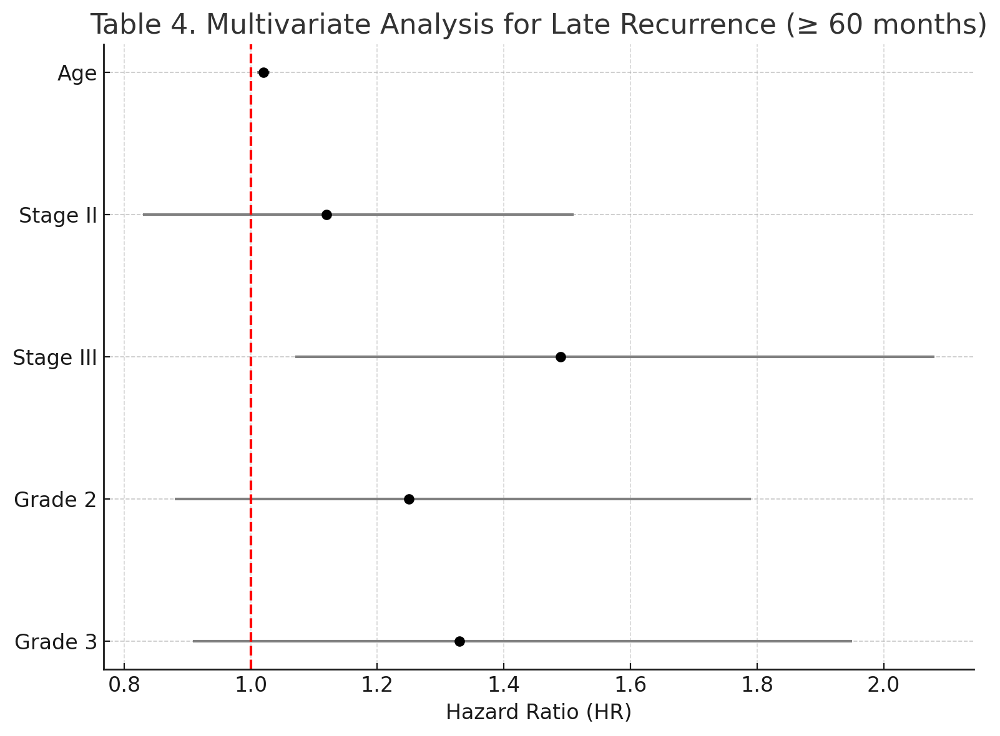 Table 4. Multivariate Analysis for Late Recurrence (≥ 60 months)
Age
Stage II
Stage III
Grade 2
Grade 3
0.8 1.0 1.2 1.4 1.6 1.8 2.0
Hazard Ratio (HR)